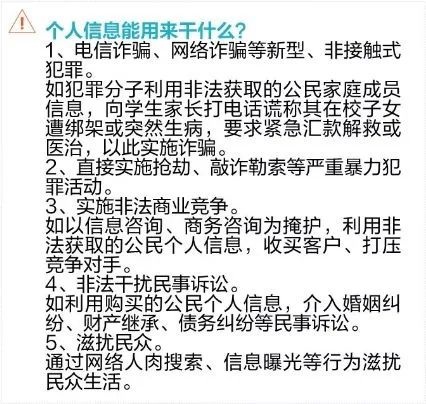 个人信息能用来干什么?
1、电信诈骗、网络诈骗等新型、非接触式
犯罪。
如犯罪分子利用非法获取的公民家庭成员
信息，向学生家长打电话谎称其在校子女
遭绑架或突然生病，要求紧急汇款解救或
医治，以此实施诈骗。
2、直接实施抢劫、敲诈勒索等严重暴力犯
罪活动。
3、实施非法商业竞争。
如以信息咨询、商务咨询为掩护，利用非
法获取的公民个人信息，收买客户、打压
竞争对手。
4、非法干扰民事诉讼。
如利用购买的公民个人信息，介入婚姻纠
纷、财产继承、债务纠纷等民事诉讼。
5、滋扰民众。
通过网络人肉搜索、信息曝光等行为滋扰
民众生活。